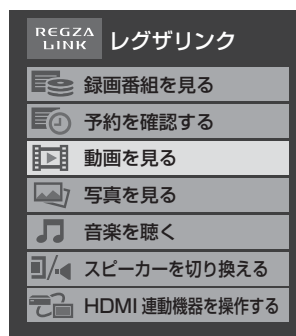 REGZA
LINK
レグザリンク
録画番組を見る
予約を確認する
動画を見る
写真を見る
音楽を聴く
スピーカーを切り換える
HDMI 連動機器を操作する